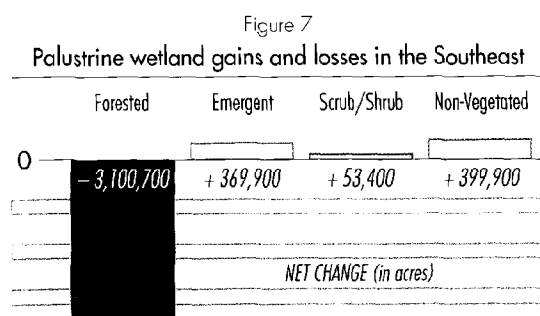 Figure 7
Palustrine wetland gains and losses in the Southeast
Forested Emergent Scrub/Shrub Non-Vegetated
0
– 3,100,700 + 369,900 + 53,400 + 399,900
NET CHANGE (in acres)